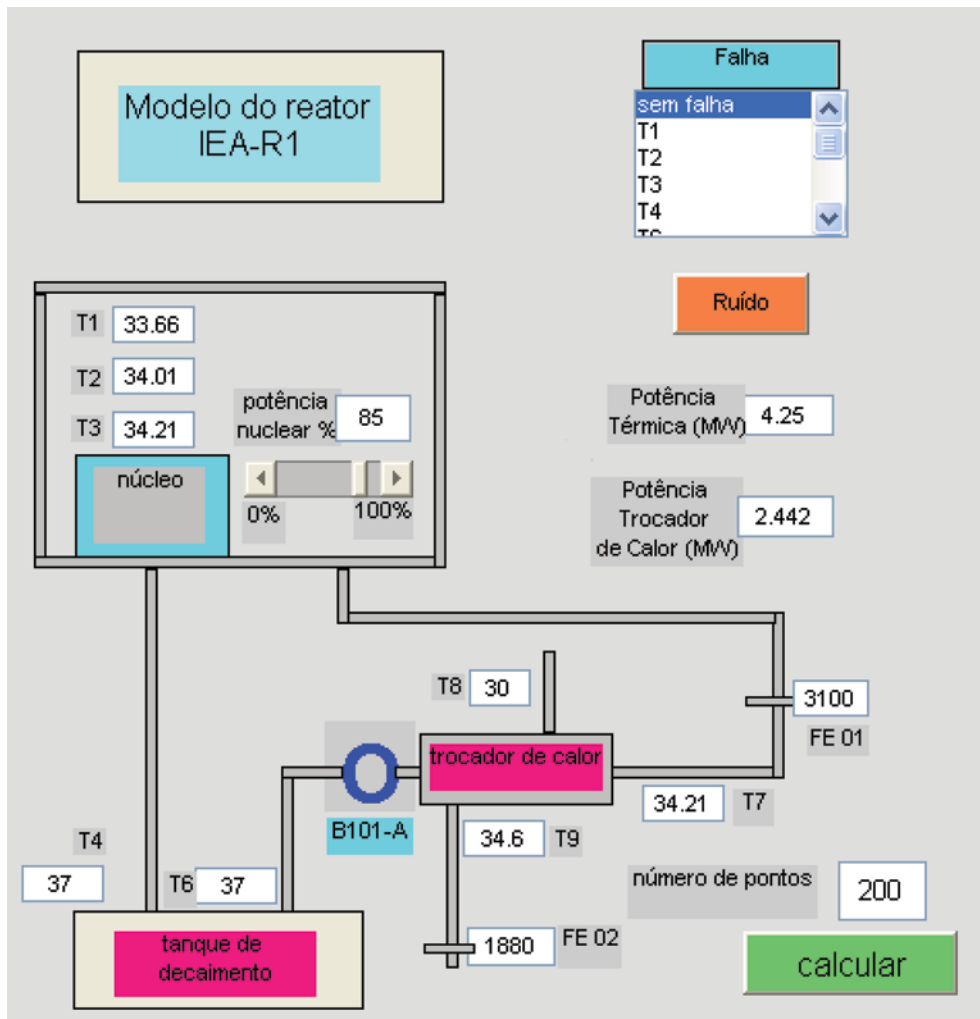 Modelo do reator
IEA-R1
Falha
sem falha
T1
T2
T3
T4
Ruído
T1 33.66
T2 34.01
T3 34.21
potência
nuclear %
85
0% 100%
núcleo
Potência
Térmica (MW)
4.25
Potência
Trocador
de Calor (MW)
2.442
T8 30
3100
FE 01
trocador de calor
B101-A
34.21 T7
34.6 T9
T4
37
T6 37
número de pontos
200
1880 FE 02
tanque de
decaimento
calcular